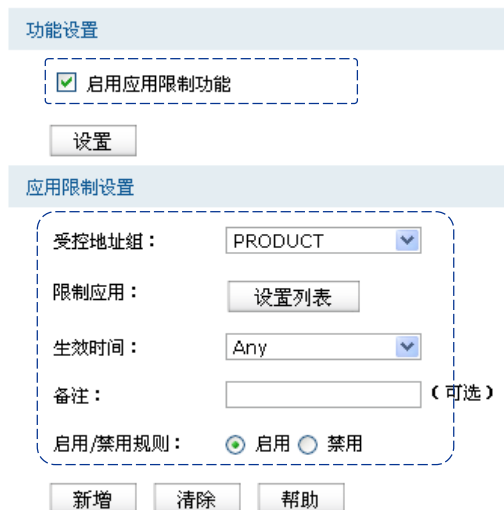 功能设置
启用应用限制功能
设置
应用限制设置
受控地址组： PRODUCT
限制应用： 设置列表
生效时间： Any
备注： （可选）
启用/禁用规则： 启用 禁用
新增 清除 帮助